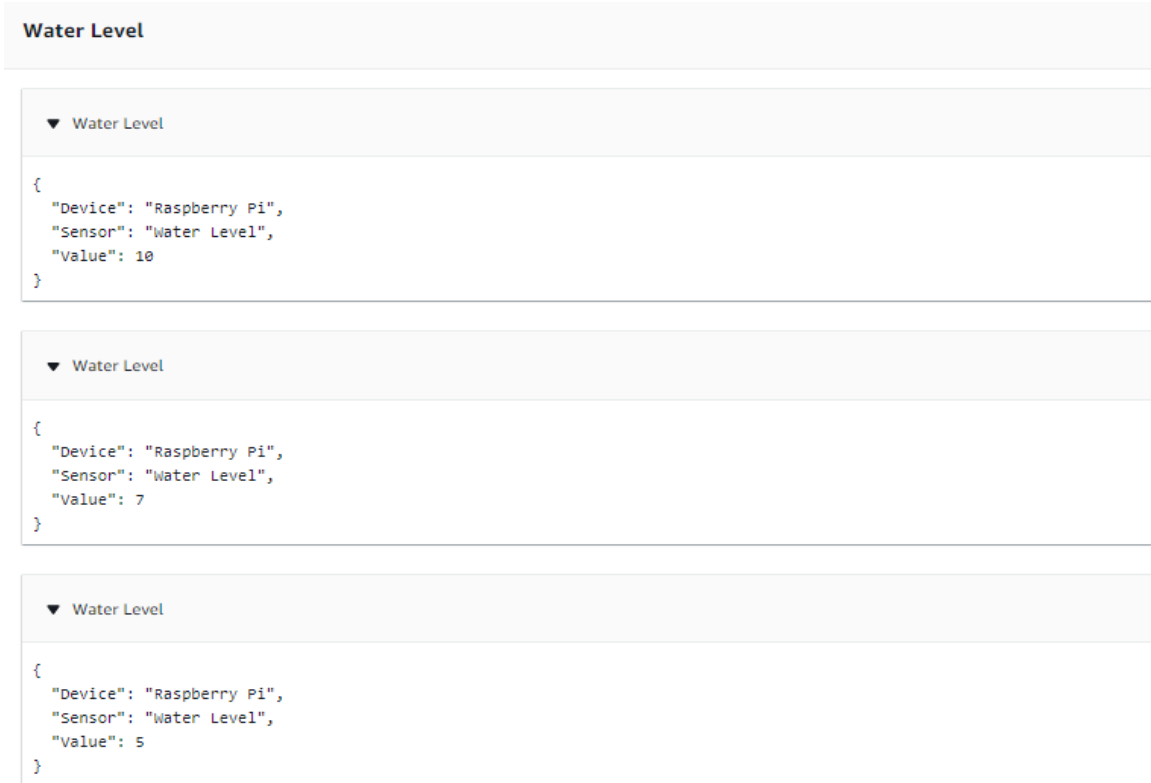 Water Level
Water Level
{
"Device": "Raspberry Pi",
"Sensor": "Water Level",
"Value": 10
}
Water Level
{
"Device": "Raspberry Pi",
"Sensor": "Water Level",
"Value": 7
}
Water Level
{
"Device": "Raspberry Pi",
"Sensor": "Water Level",
"Value": 5
}